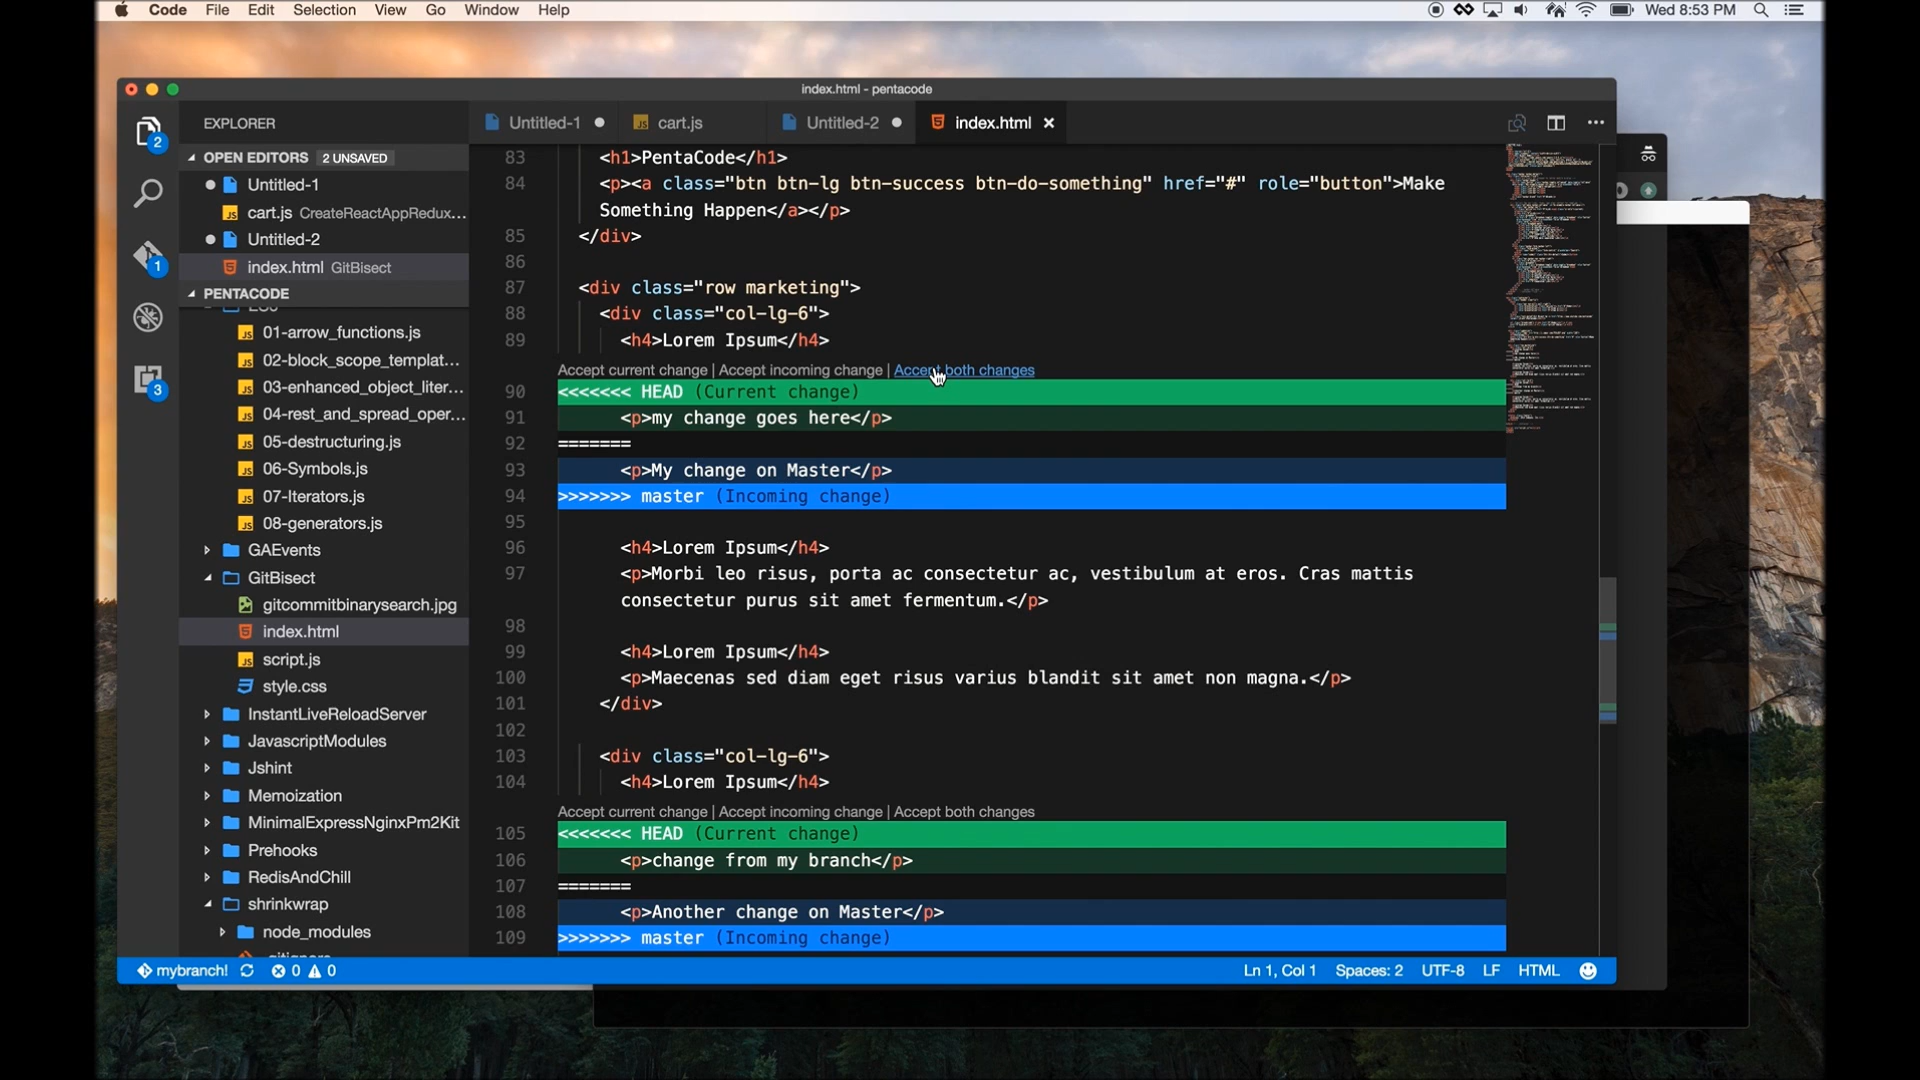 Code File Edit Selection View Go Window Help Wed 8:53 PM
index.html - pentacode
EXPLORER
OPEN EDITORS 2 UNSAVED
Untitled-1
cart.js CreateReactAppRedux...
Untitled-2
index.html GitBisect
PENTACODE
01-arrow_functions.js
02-block_scope_templat...
03-enhanced_object_liter...
04-rest_and_spread_oper...
05-destructuring.js
06-Symbols.js
07-Iterators.js
08-generators.js
GAEvents
GitBisect
gitcommitbinarysearch.jpg
index.html
script.js
style.css
InstantLiveReloadServer
JavascriptModules
Jshint
Memoization
MinimalExpressNginxPm2Kit
Prehooks
RedisAndChill
shrinkwrap
node_modules
2
1
3
Untitled-1 cart.js Untitled-2 index.html
83 <h1>PentaCode</h1>
84 <p><a class="btn btn-lg btn-success btn-do-something" href="#" role="button">Make
Something Happen</a></p>
85 </div>
86
87 <div class="row marketing">
88 <div class="col-lg-6">
89 <h4>Lorem Ipsum</h4>
Accept current change | Accept incoming change | Accept both changes
90 <<<<<<< HEAD (Current change)
91 <p>my change goes here</p>
92 =======
93 <p>My change on Master</p>
94 >>>>>>> master (Incoming change)
95
96 <h4>Lorem Ipsum</h4>
97 <p>Morbi leo risus, porta ac consectetur ac, vestibulum at eros. Cras mattis
consectetur purus sit amet fermentum.</p>
98
99 <h4>Lorem Ipsum</h4>
100 <p>Maecenas sed diam eget risus varius blandit sit amet non magna.</p>
101 </div>
102
103 <div class="col-lg-6">
104 <h4>Lorem Ipsum</h4>
Accept current change | Accept incoming change | Accept both changes
105 <<<<<<< HEAD (Current change)
106 <p>change from my branch</p>
107 =======
108 <p>Another change on Master</p>
109 >>>>>>> master (Incoming change)
mybranch! 0 0 Ln 1, Col 1 Spaces: 2 UTF-8 LF HTML